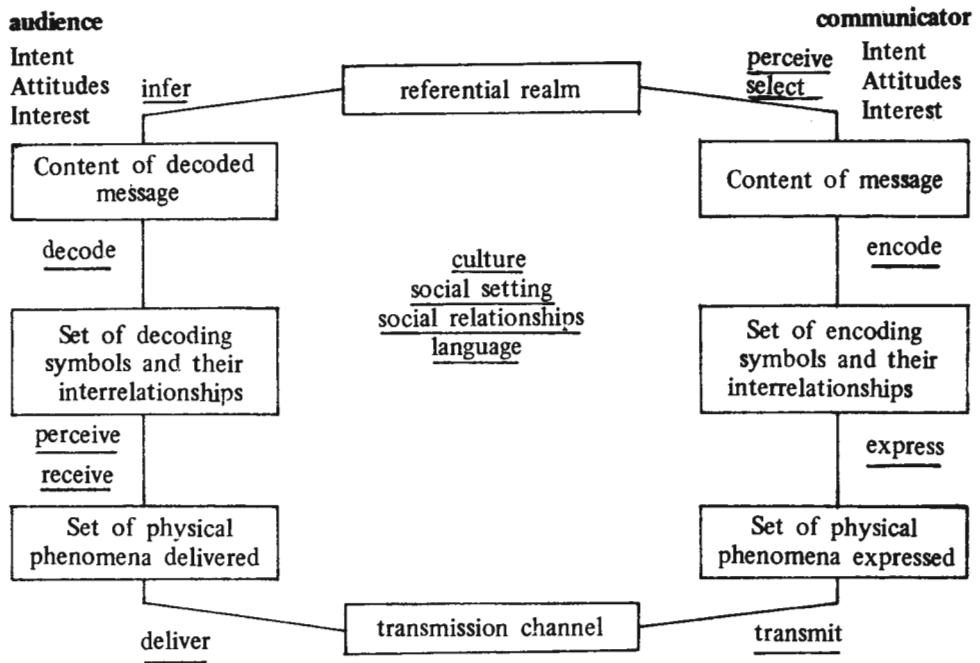 audience
communicator
Intent
Attitudes
Interest
infer
referential realm
perceive
select
Intent
Attitudes
Interest
Content of decoded
message
Content of message
decode
encode
culture
social setting
social relationships
language
Set of decoding
symbols and their
interrelationships
Set of encoding
symbols and their
interrelationships
perceive
receive
express
Set of physical
phenomena delivered
Set of physical
phenomena expressed
deliver
transmission channel
transmit